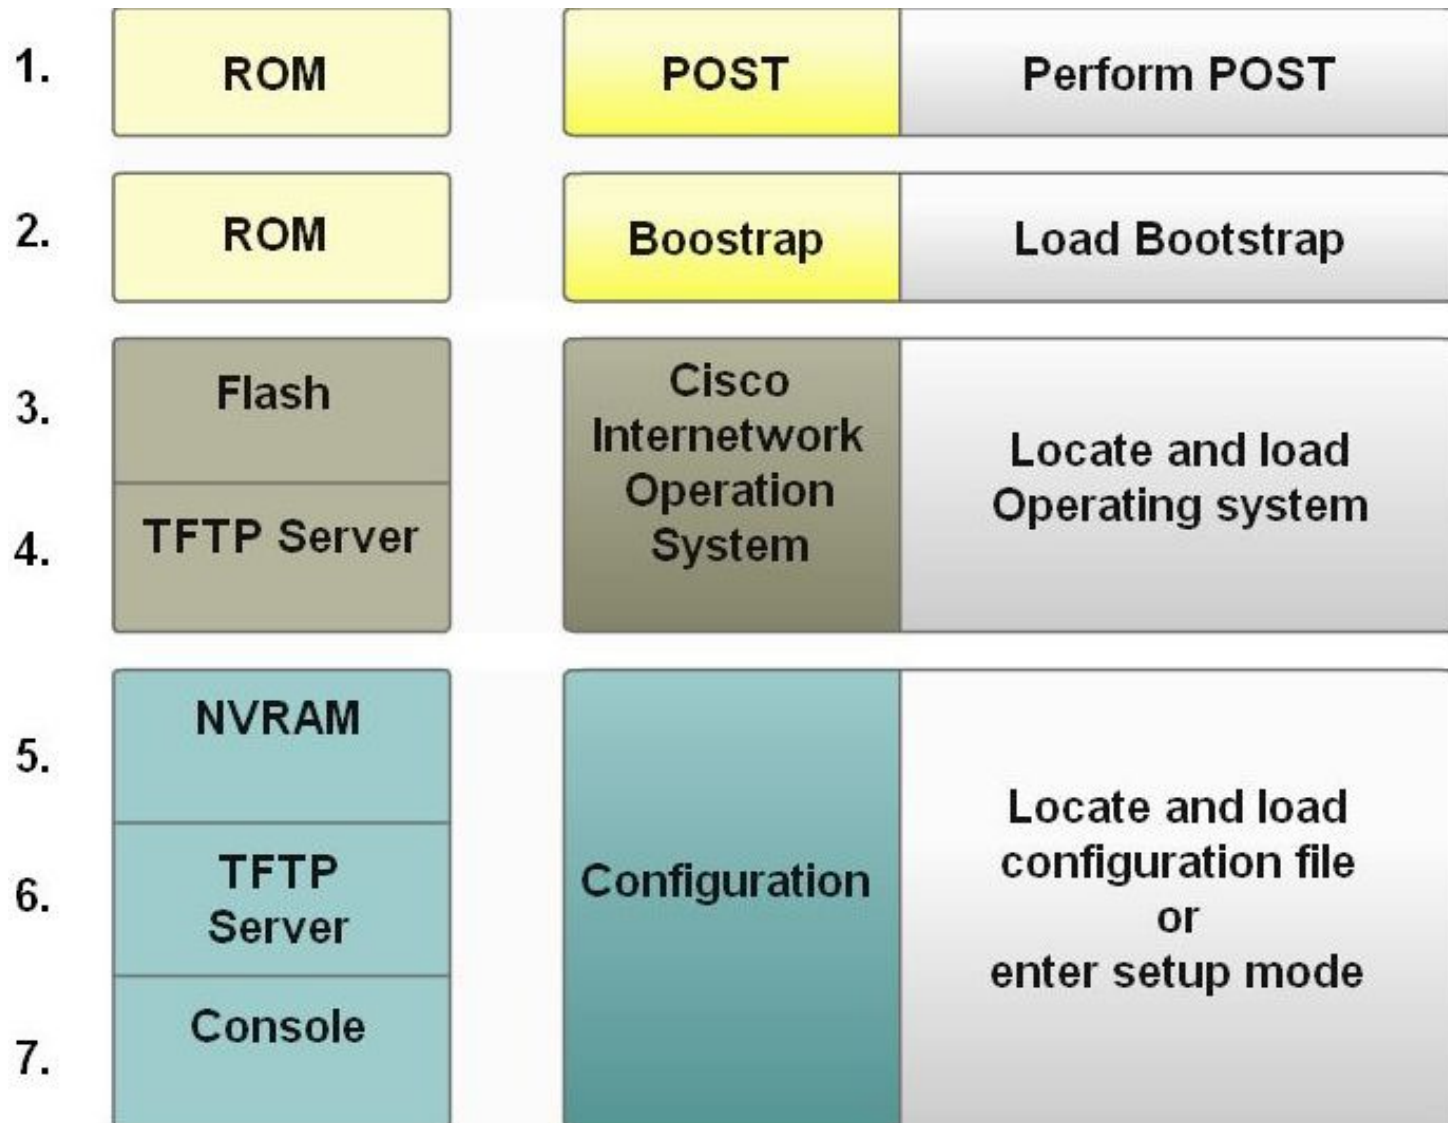 1.
ROM
POST
Perform POST
2.
ROM
Boostrap
Load Bootstrap
3.
Flash
4.
TFTP Server
Cisco
Internetwork
Operation
System
Locate and load
Operating system
5.
NVRAM
6.
TFTP
Server
7.
Console
Configuration
Locate and load
configuration file
or
enter setup mode